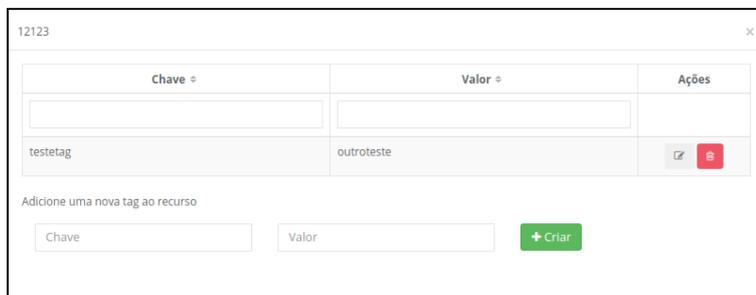 12123
Chave Valor Ações
testetag outroteste
Adicione uma nova tag ao recurso
Chave Valor Criar